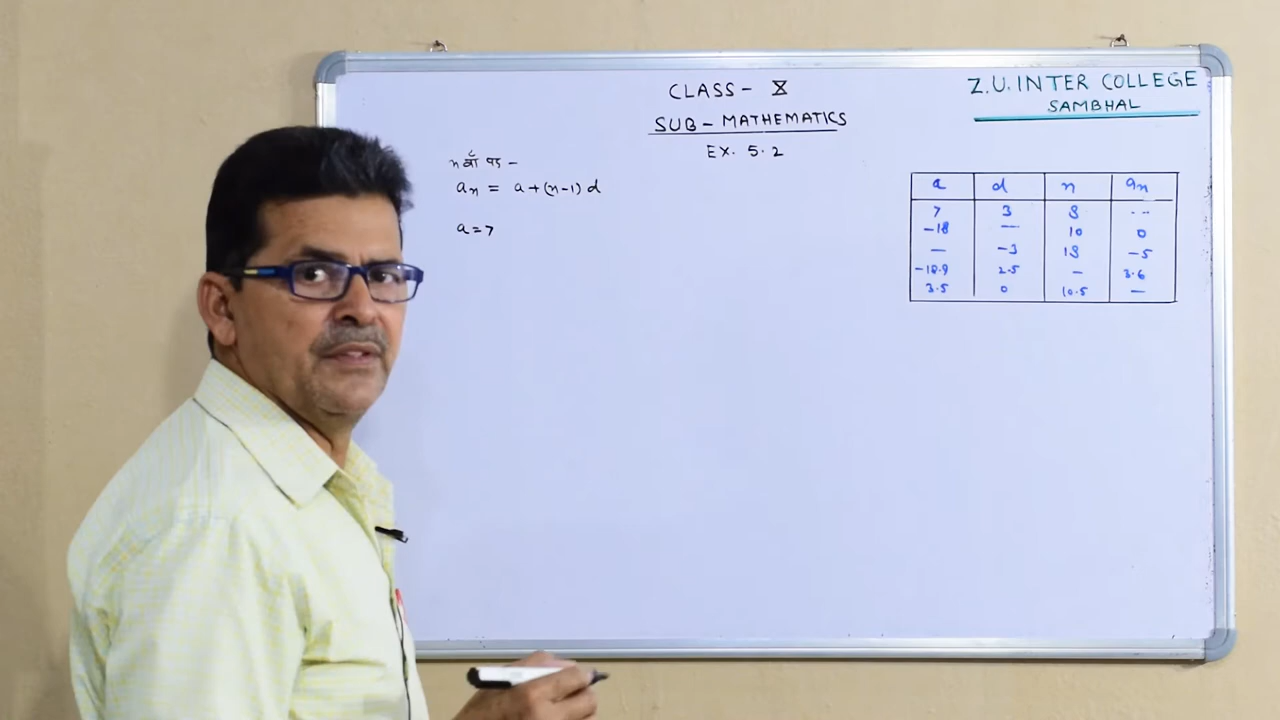 CLASS - X
SUB - MATHEMATICS
EX. 5.2
Z.U. INTER COLLEGE
SAMBHAL
n वाँ पद -
aₙ = a+(n-1) d
a=7
a d n aₙ
7 3 8 ...
-18 — 10 0
— -3 18 -5
-18.9 2.5 - 3.6
3.5 0 10.5 —